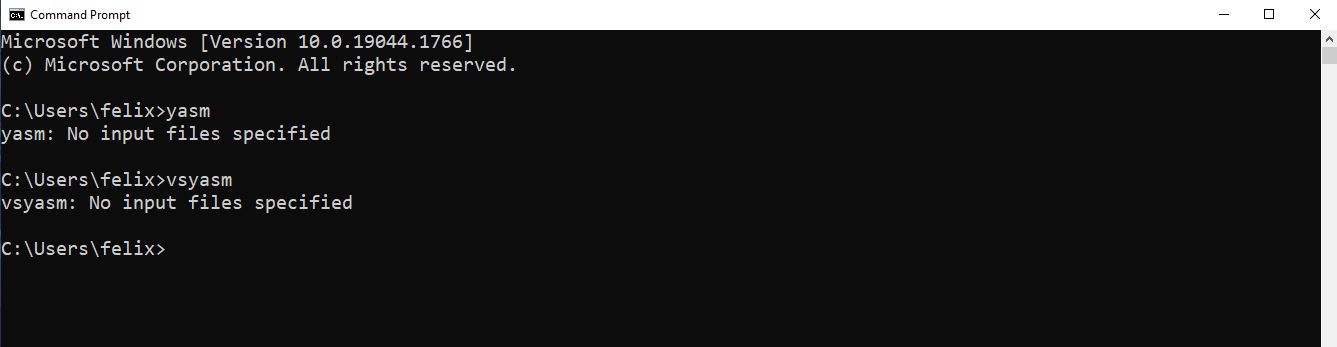 Command Prompt
Microsoft Windows [Version 10.0.19044.1766]
(c) Microsoft Corporation. All rights reserved.
C:\Users\felix>yasm
yasm: No input files specified
C:\Users\felix>vsyasm
vsyasm: No input files specified
C:\Users\felix>